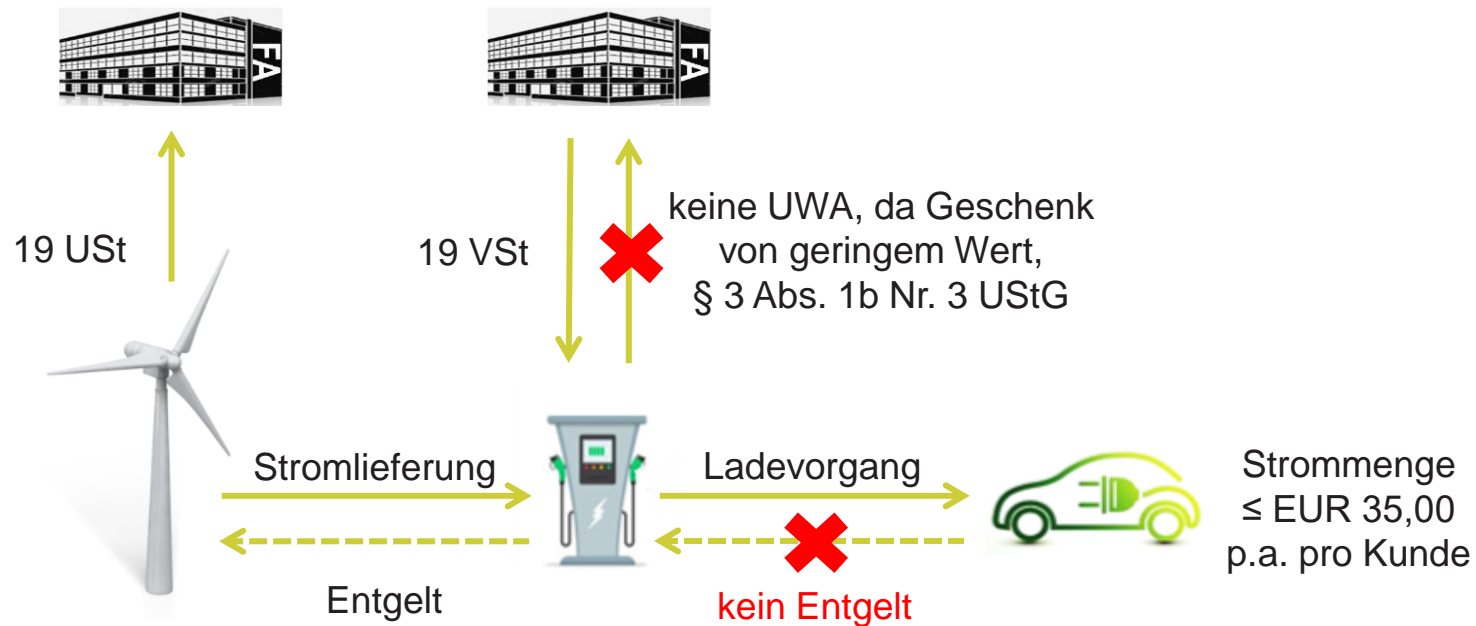 FA
FA
19 USt
19 VSt
keine UWA, da Geschenk
von geringem Wert,
§ 3 Abs. 1b Nr. 3 UStG
Stromlieferung
Ladevorgang
Strommenge
≤ EUR 35,00
p.a. pro Kunde
Entgelt
kein Entgelt